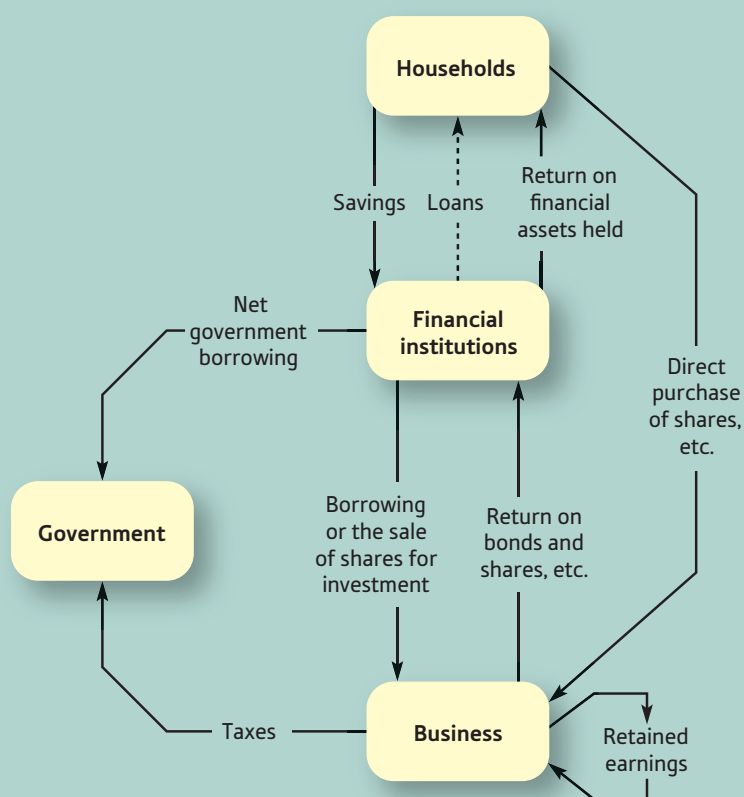 Households
Savings
Loans
Return on
financial
assets held
Net
government
borrowing
Financial
institutions
Direct
purchase
of shares,
etc.
Government
Borrowing
or the sale
of shares for
investment
Return on
bonds and
shares, etc.
Taxes
Business
Retained
earnings